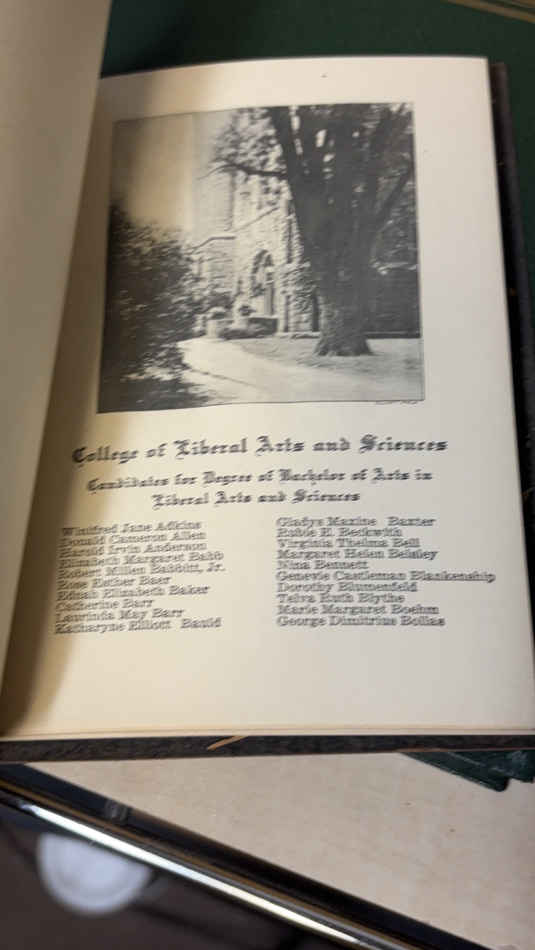 College of Liberal Arts and Sciences
Candidates for Degree of Bachelor of Arts in
Liberal Arts and Sciences
Winifred Jane Adkins
Donald Cameron Allen
Harold Irvin Anderson
Elizabeth Margaret Babb
Robert Millen Babbitt, Jr.
Rose Esther Baer
Ednah Elizabeth Baker
Catherine Barr
Laurinda May Barr
Katharyne Elliott Bauld
Gladys Maxine Baxter
Rubie E. Beckwith
Virginia Thelma Bell
Margaret Helen Belsley
Nina Bennett
Genevie Castleman Blankenship
Dorothy Blumenfeld
Telva Ruth Blythe
Marie Margaret Boehm
George Dimitrius Bollas